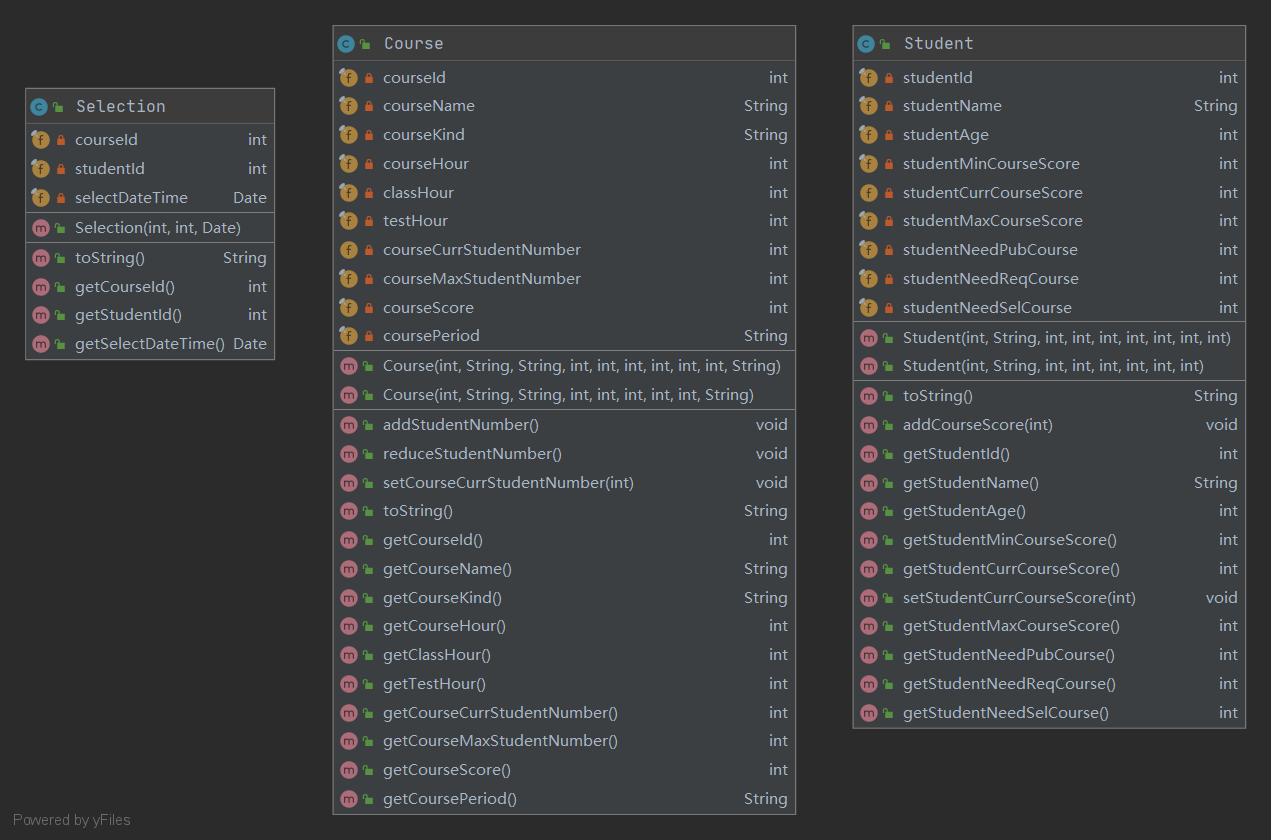 Selection
courseId int
studentId int
selectDateTime Date
Selection(int, int, Date)
toString() String
getCourseId() int
getStudentId() int
getSelectDateTime() Date
Course
courseId int
courseName String
courseKind String
courseHour int
classHour int
testHour int
courseCurrStudentNumber int
courseMaxStudentNumber int
courseScore int
coursePeriod String
Course(int, String, String, int, int, int, int, int, int, String)
Course(int, String, String, int, int, int, int, int, String)
addStudentNumber() void
reduceStudentNumber() void
setCourseCurrStudentNumber(int) void
toString() String
getCourseId() int
getCourseName() String
getCourseKind() String
getCourseHour() int
getClassHour() int
getTestHour() int
getCourseCurrStudentNumber() int
getCourseMaxStudentNumber() int
getCourseScore() int
getCoursePeriod() String
Student
studentId int
studentName String
studentAge int
studentMinCourseScore int
studentCurrCourseScore int
studentMaxCourseScore int
studentNeedPubCourse int
studentNeedReqCourse int
studentNeedSelCourse int
Student(int, String, int, int, int, int, int, int, int)
Student(int, String, int, int, int, int, int, int)
toString() String
addCourseScore(int) void
getStudentId() int
getStudentName() String
getStudentAge() int
getStudentMinCourseScore() int
getStudentCurrCourseScore() int
setStudentCurrCourseScore(int) void
getStudentMaxCourseScore() int
getStudentNeedPubCourse() int
getStudentNeedReqCourse() int
getStudentNeedSelCourse() int
Powered by yFiles